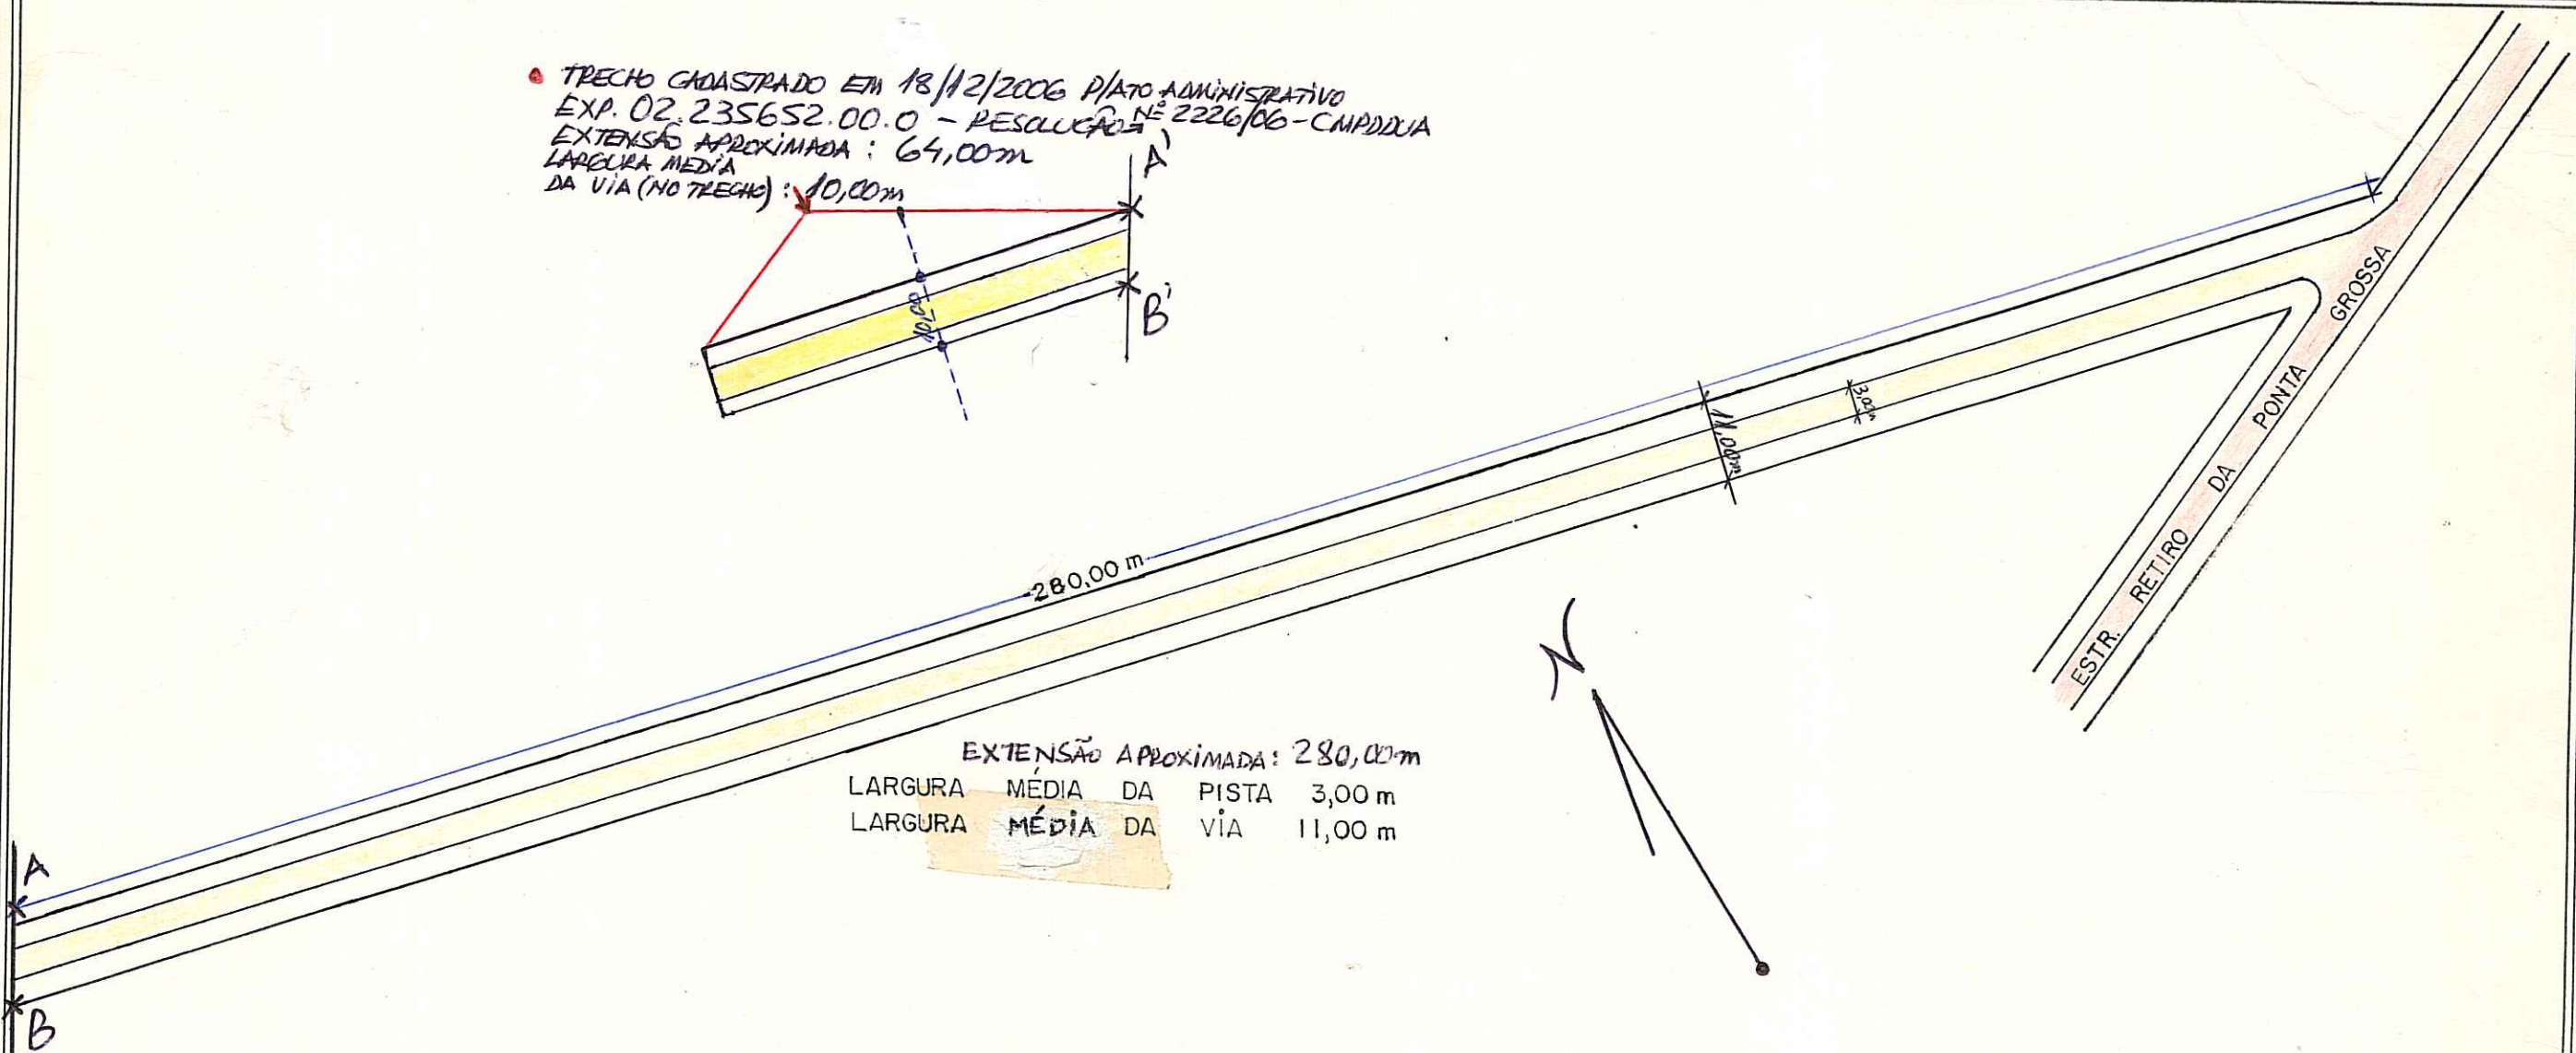 TRECHO CADASTRADO EM 18/12/2006 P/ATO ADMINISTRATIVO
EXP. 02.235652.00.0 - RESOLUÇÃO Nº 2226/06 - CMPDDUA
EXTENSÃO APROXIMADA: 64,00m
LARGURA MEDIA
DA VIA (NO TRECHO): 10,00m
A'
10,00
B'
ESTR. RETIRO DA PONTA GROSSA
3,00m
11,00m
280,00 m
N
EXTENSÃO APROXIMADA: 280,00m
LARGURA MÉDIA DA PISTA 3,00 m
LARGURA MÉDIA DA VIA 11,00 m
A
B